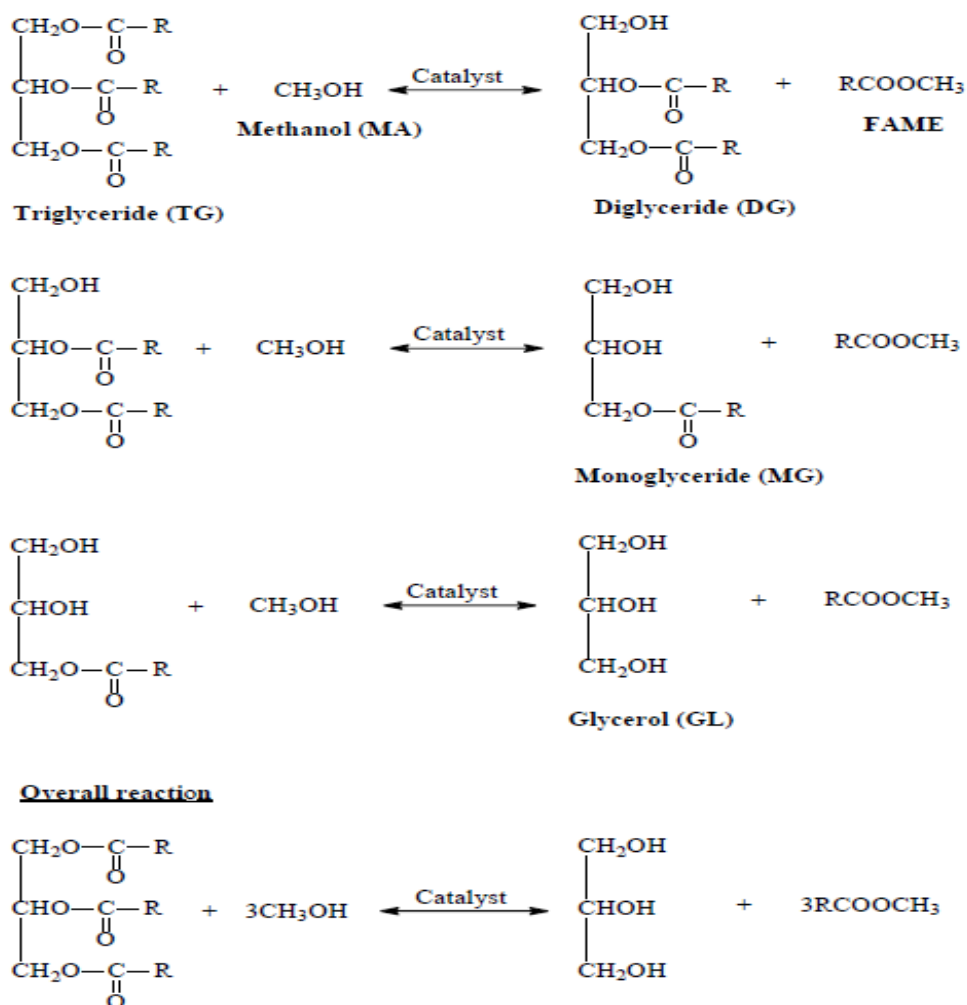 CH₂O—C—R
O
CHO—C—R + CH₃OH Catalyst
O
Methanol (MA)
CH₂O—C—R
O
Triglyceride (TG)
CH₂OH
CHO—C—R + RCOOCH₃
O
FAME
CH₂O—C—R
O
Diglyceride (DG)
CH₂OH
CHO—C—R + CH₃OH Catalyst
O
CH₂O—C—R
O
CH₂OH
CHOH + RCOOCH₃
CH₂O—C—R
O
Monoglyceride (MG)
CH₂OH
CHOH + CH₃OH Catalyst
CH₂O—C—R
O
CH₂OH
CHOH + RCOOCH₃
CH₂OH
Glycerol (GL)
Overall reaction
CH₂O—C—R
O
CHO—C—R + 3CH₃OH Catalyst
O
CH₂O—C—R
O
CH₂OH
CHOH + 3RCOOCH₃
CH₂OH